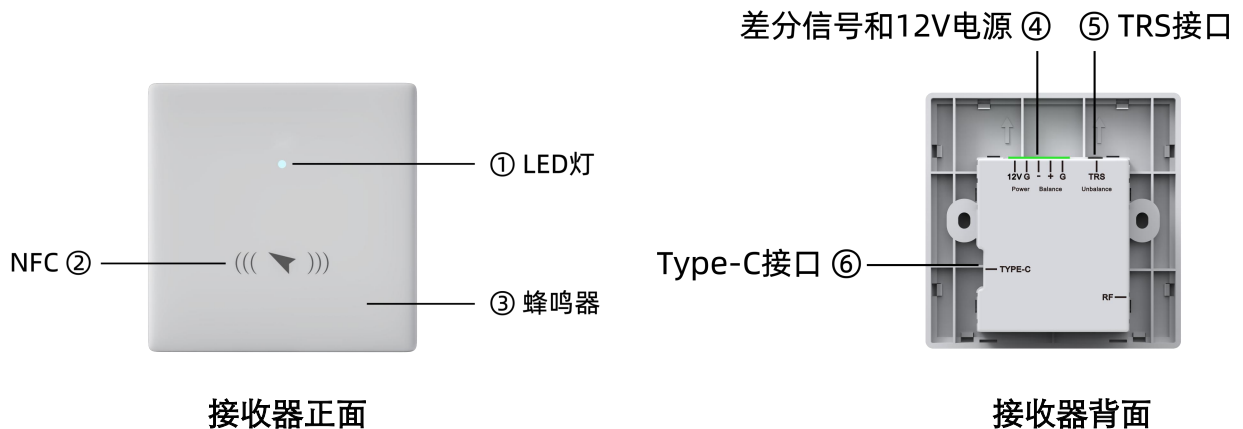 差分信号和12V电源 ④ ⑤ TRS接口
① LED灯
NFC ②
③ 蜂鸣器
12V G - + G TRS
Power Balance Unbalance
Type-C接口 ⑥
TYPE-C
RF
接收器正面
接收器背面